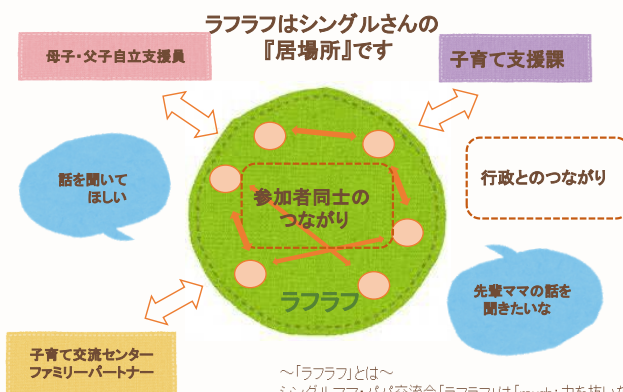 ラフラフはシングルさんの
『居場所』です
母子・父子自立支援員
子育て支援課
話を聞いて
ほしい
参加者同士の
つながり
行政とのつながり
ラフラフ
先輩ママの話を
聞きたいな
子育て交流センター
ファミリーパートナー
～「ラフラフ」とは～